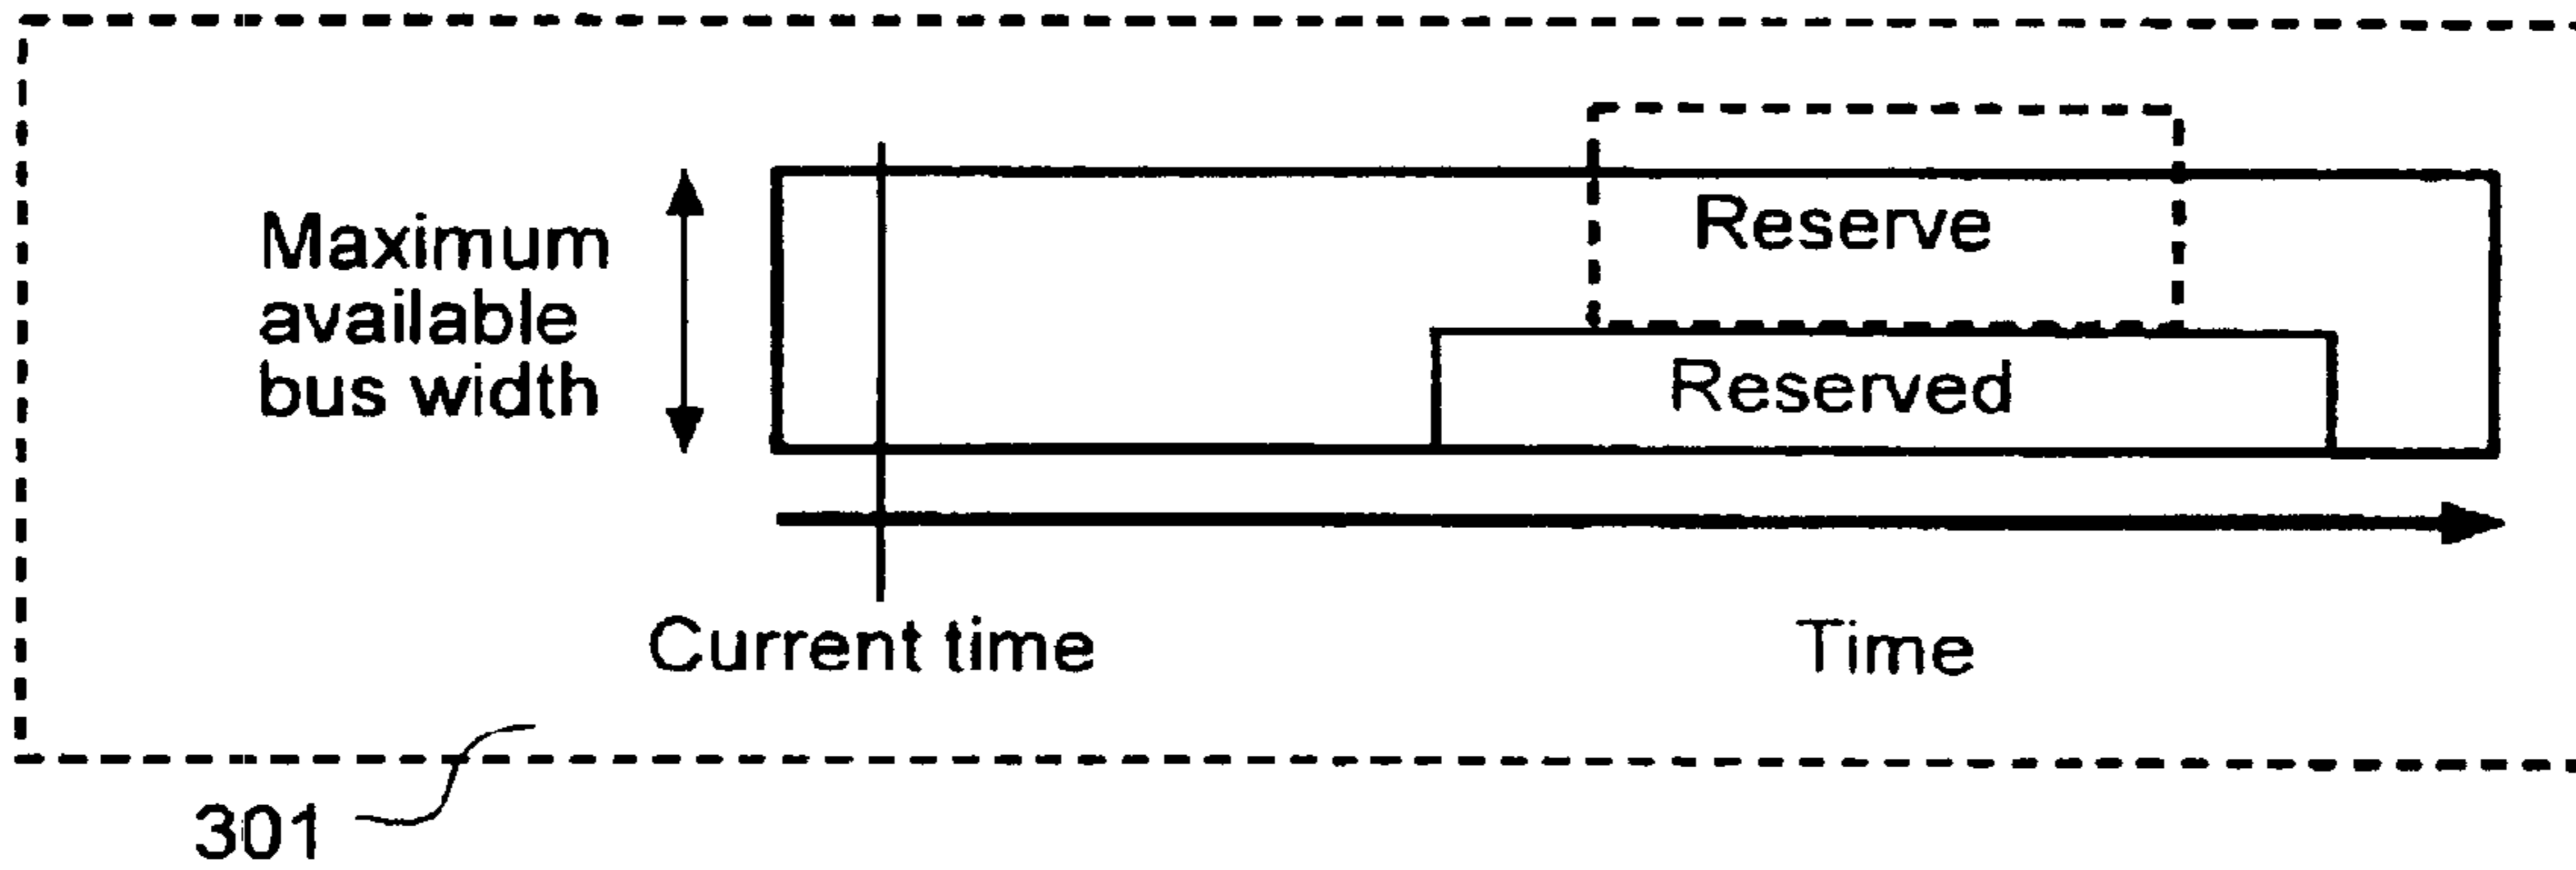 Maximum
available
bus width
Reserve
Reserved
Current time
Time
301